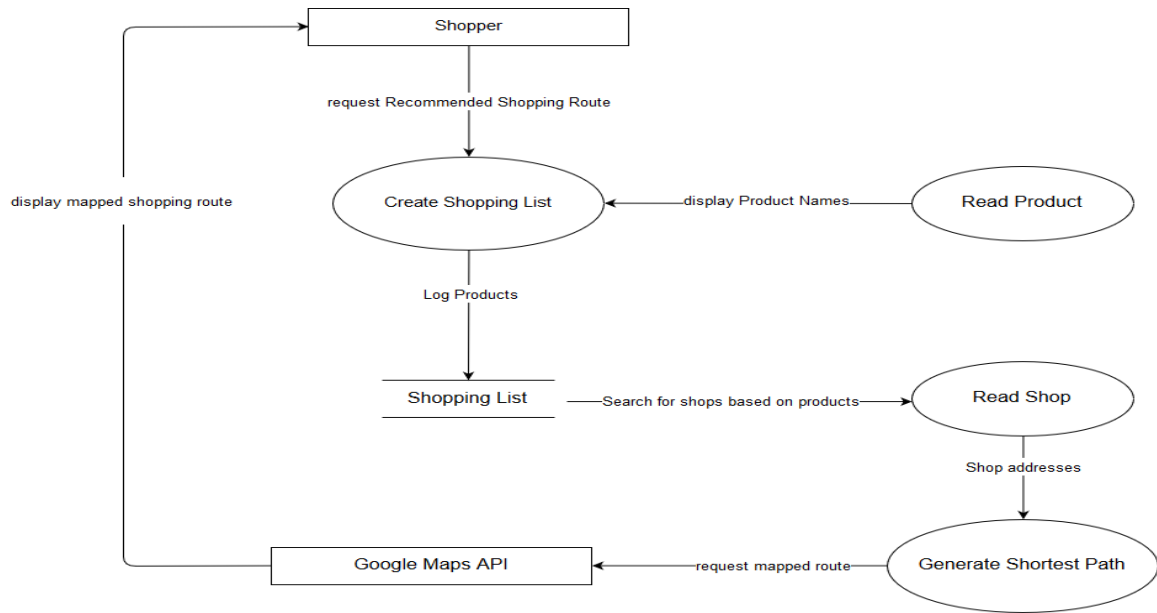 Shopper
request Recommended Shopping Route
display mapped shopping route
Create Shopping List
display Product Names
Read Product
Log Products
Shopping List
Search for shops based on products
Read Shop
Shop addresses
Google Maps API
request mapped route
Generate Shortest Path